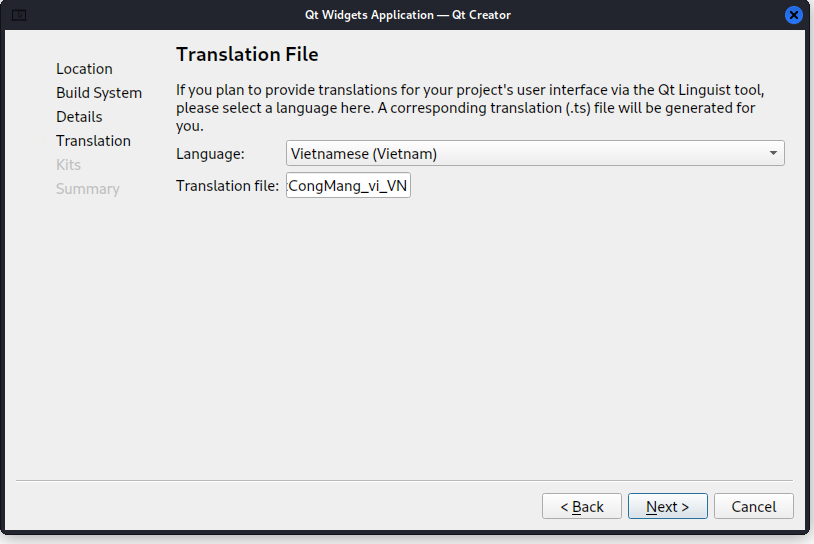 Qt Widgets Application — Qt Creator
Location
Build System
Details
Translation
Kits
Summary
Translation File
If you plan to provide translations for your project's user interface via the Qt Linguist tool,
please select a language here. A corresponding translation (.ts) file will be generated for
you.
Language: Vietnamese (Vietnam)
Translation file: CongMang_vi_VN
< Back Next > Cancel